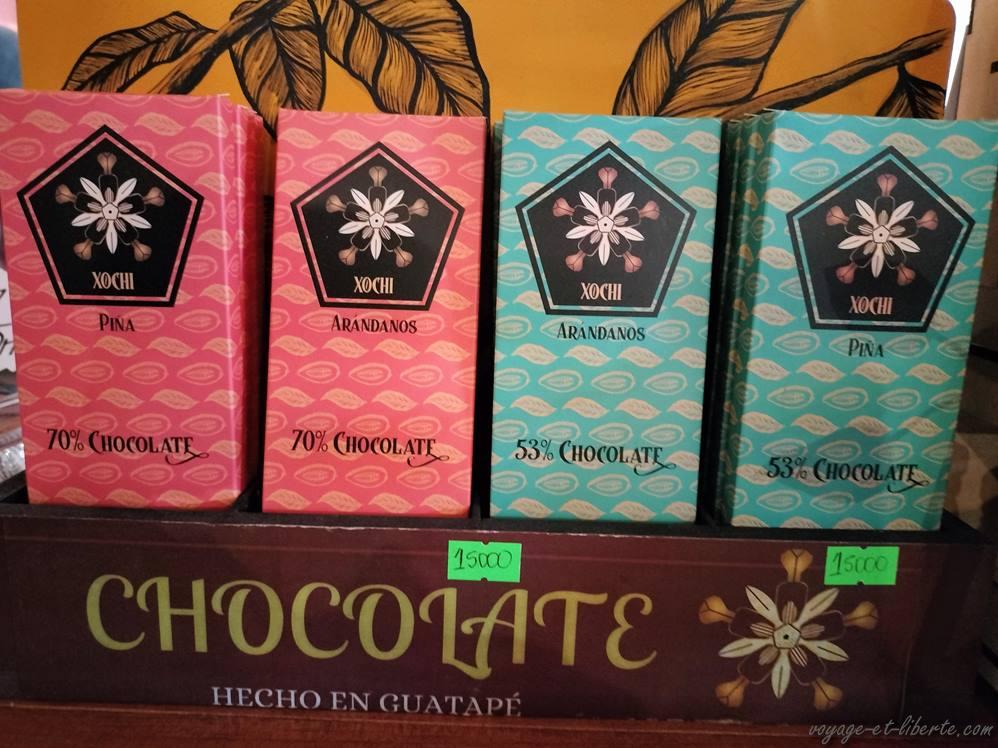 XOCHI
PIÑA
70% CHOCOLATE
XOCHI
ARÁNDANOS
70% CHOCOLATE
XOCHI
ARÁNDANOS
53% CHOCOLATE
XOCHI
PIÑA
53% CHOCOLATE
15000
15000
CHOCOLATE
HECHO EN GUATAPÉ
voyage-et-liberte.com